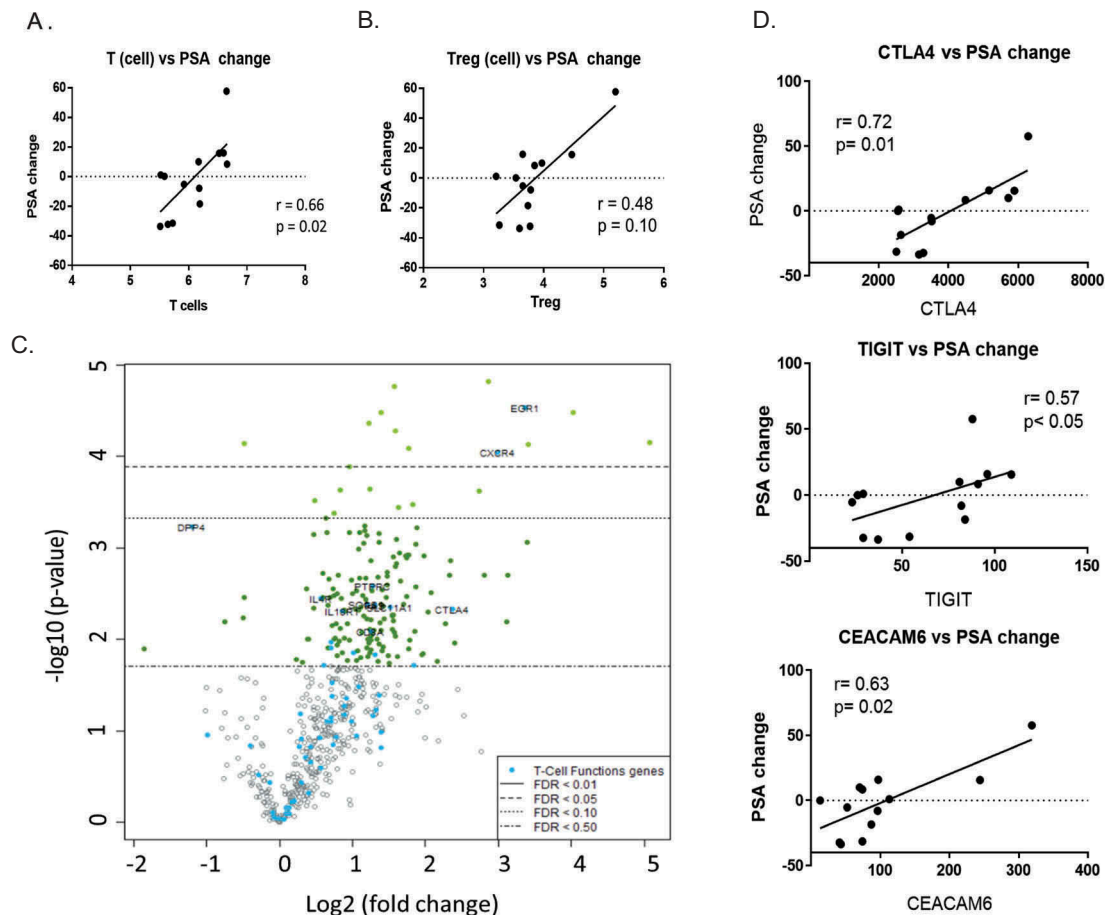 A.
T (cell) vs PSA change
PSA change
60
40
20
0
-20
-40
-60
r = 0.66
p = 0.02
4
5
6
7
8
T cells
B.
Treg (cell) vs PSA change
60
40
20
0
-20
-40
-60
r = 0.48
p = 0.10
2
3
4
5
6
Treg
C.
-log10 (p-value)
5
4
3
2
1
0
EGR1
CXCR4
DPP4
PTPRC
IL4R
IL10R1
SLC11A1
CTLA4
CD2A
T-Cell Functions genes
FDR < 0.01
FDR < 0.05
FDR < 0.10
FDR < 0.50
-2
-1
0
1
2
3
4
5
Log2 (fold change)
D.
CTLA4 vs PSA change
PSA change
100
50
0
-50
r= 0.72
p= 0.01
2000
4000
6000
8000
CTLA4
TIGIT vs PSA change
PSA change
100
50
0
-50
r= 0.57
p< 0.05
50
100
150
TIGIT
CEACAM6 vs PSA change
PSA change
100
50
0
-50
r= 0.63
p= 0.02
100
200
300
400
CEACAM6